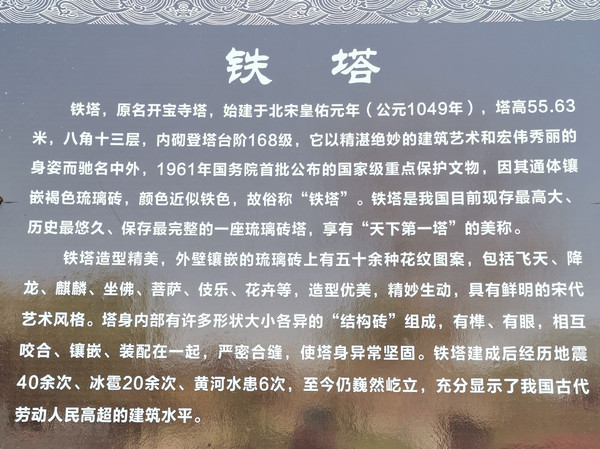 铁 塔
铁塔，原名开宝寺塔，始建于北宋皇佑元年（公元1049年），塔高55.63
米，八角十三层，内砌登塔台阶168级，它以精湛绝妙的建筑艺术和宏伟秀丽的
身姿而驰名中外，1961年国务院首批公布的国家级重点保护文物，因其通体镶
嵌褐色琉璃砖，颜色近似铁色，故俗称“铁塔”。铁塔是我国目前现存最高大、
历史最悠久、保存最完整的一座琉璃砖塔，享有“天下第一塔”的美称。
铁塔造型精美，外壁镶嵌的琉璃砖上有五十余种花纹图案，包括飞天、降
龙、麒麟、坐佛、菩萨、伎乐、花卉等，造型优美，精妙生动，具有鲜明的宋代
艺术风格。塔身内部有许多形状大小各异的“结构砖”组成，有榫、有眼，相互
咬合、镶嵌、装配在一起，严密合缝，使塔身异常坚固。铁塔建成后经历地震
40余次、冰雹20余次、黄河水患6次，至今仍巍然屹立，充分显示了我国古代
劳动人民高超的建筑水平。